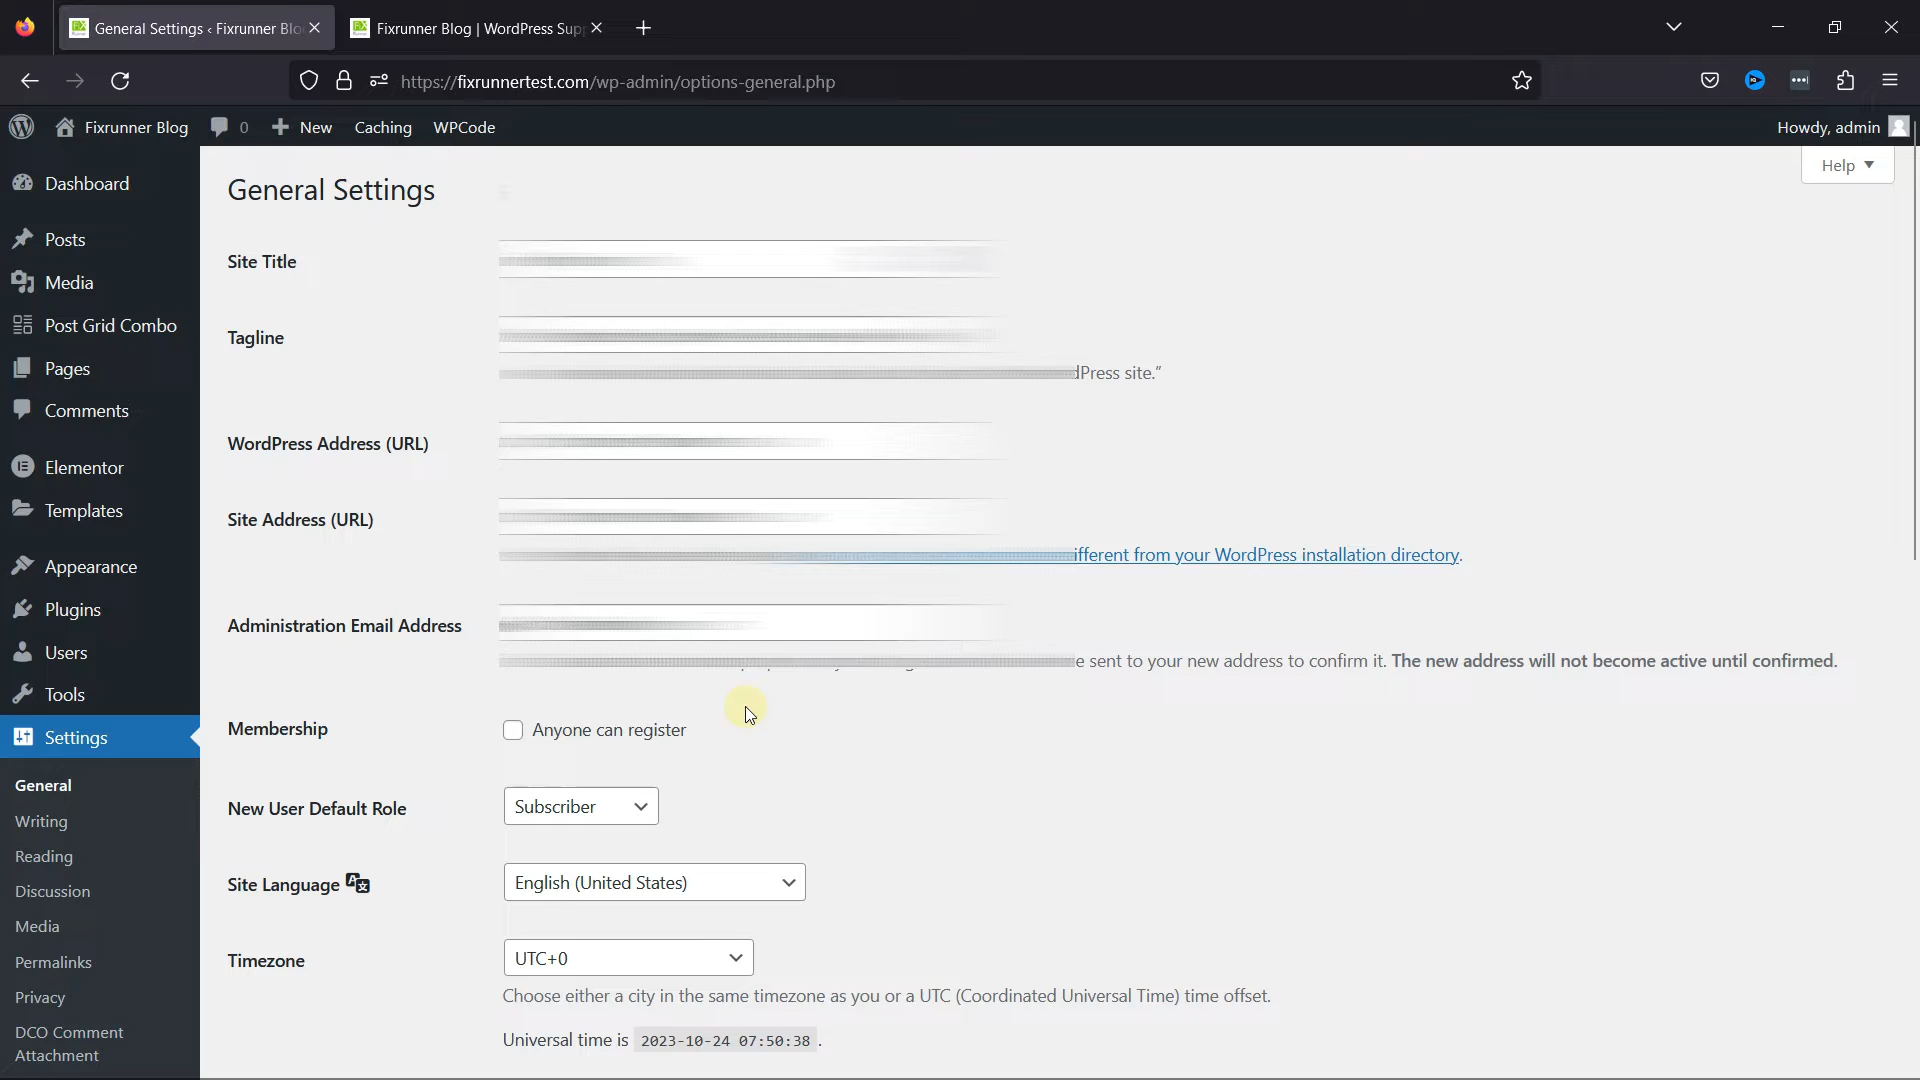 General Settings ‹ Fixrunner Blo
Fixrunner Blog | WordPress Sup
https://fixrunnertest.com/wp-admin/options-general.php
Fixrunner Blog
0
New
Caching
WPCode
Howdy, admin
Help
Dashboard
Posts
Media
Post Grid Combo
Pages
Comments
Elementor
Templates
Appearance
Plugins
Users
Tools
Settings
General
Writing
Reading
Discussion
Media
Permalinks
Privacy
DCO Comment
Attachment
General Settings
Site Title
Tagline
dPress site.”
WordPress Address (URL)
Site Address (URL)
ifferent from your WordPress installation directory.
Administration Email Address
e sent to your new address to confirm it. The new address will not become active until confirmed.
Membership
Anyone can register
New User Default Role
Subscriber
Site Language
English (United States)
Timezone
UTC+0
Choose either a city in the same timezone as you or a UTC (Coordinated Universal Time) time offset.
Universal time is 2023-10-24 07:50:38 .